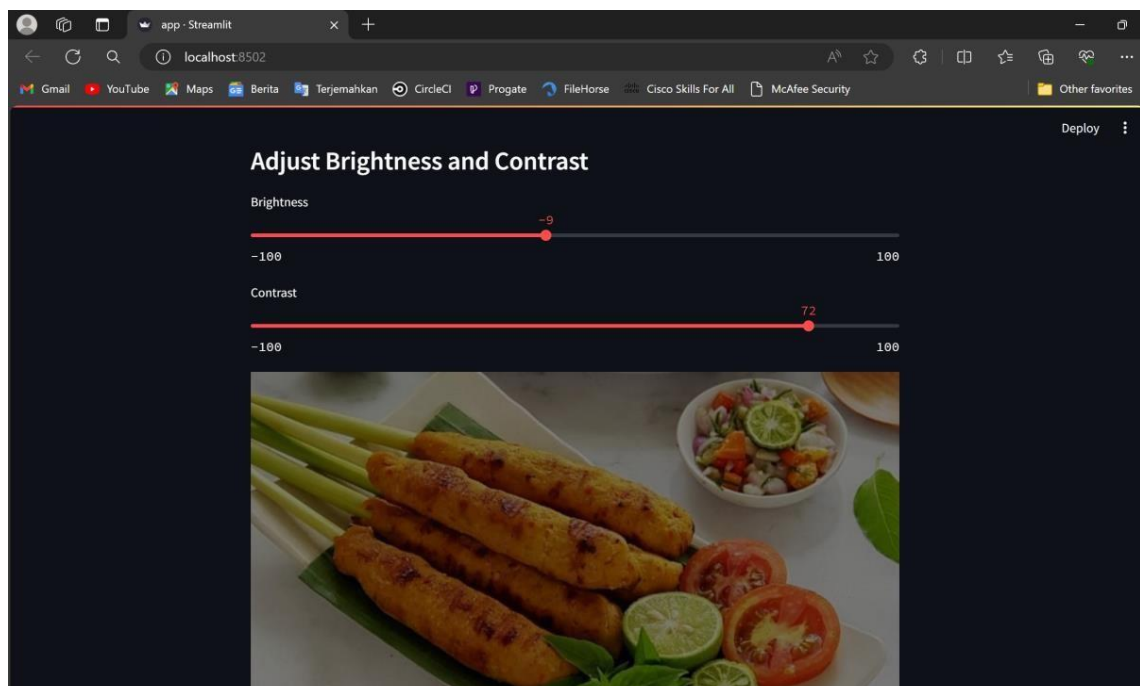 app · Streamlit
localhost:8502
Gmail YouTube Maps Berita Terjemahkan CircleCI Progate FileHorse Cisco Skills For All McAfee Security Other favorites
Deploy
Adjust Brightness and Contrast
Brightness
-9
-100 100
Contrast
72
-100 100